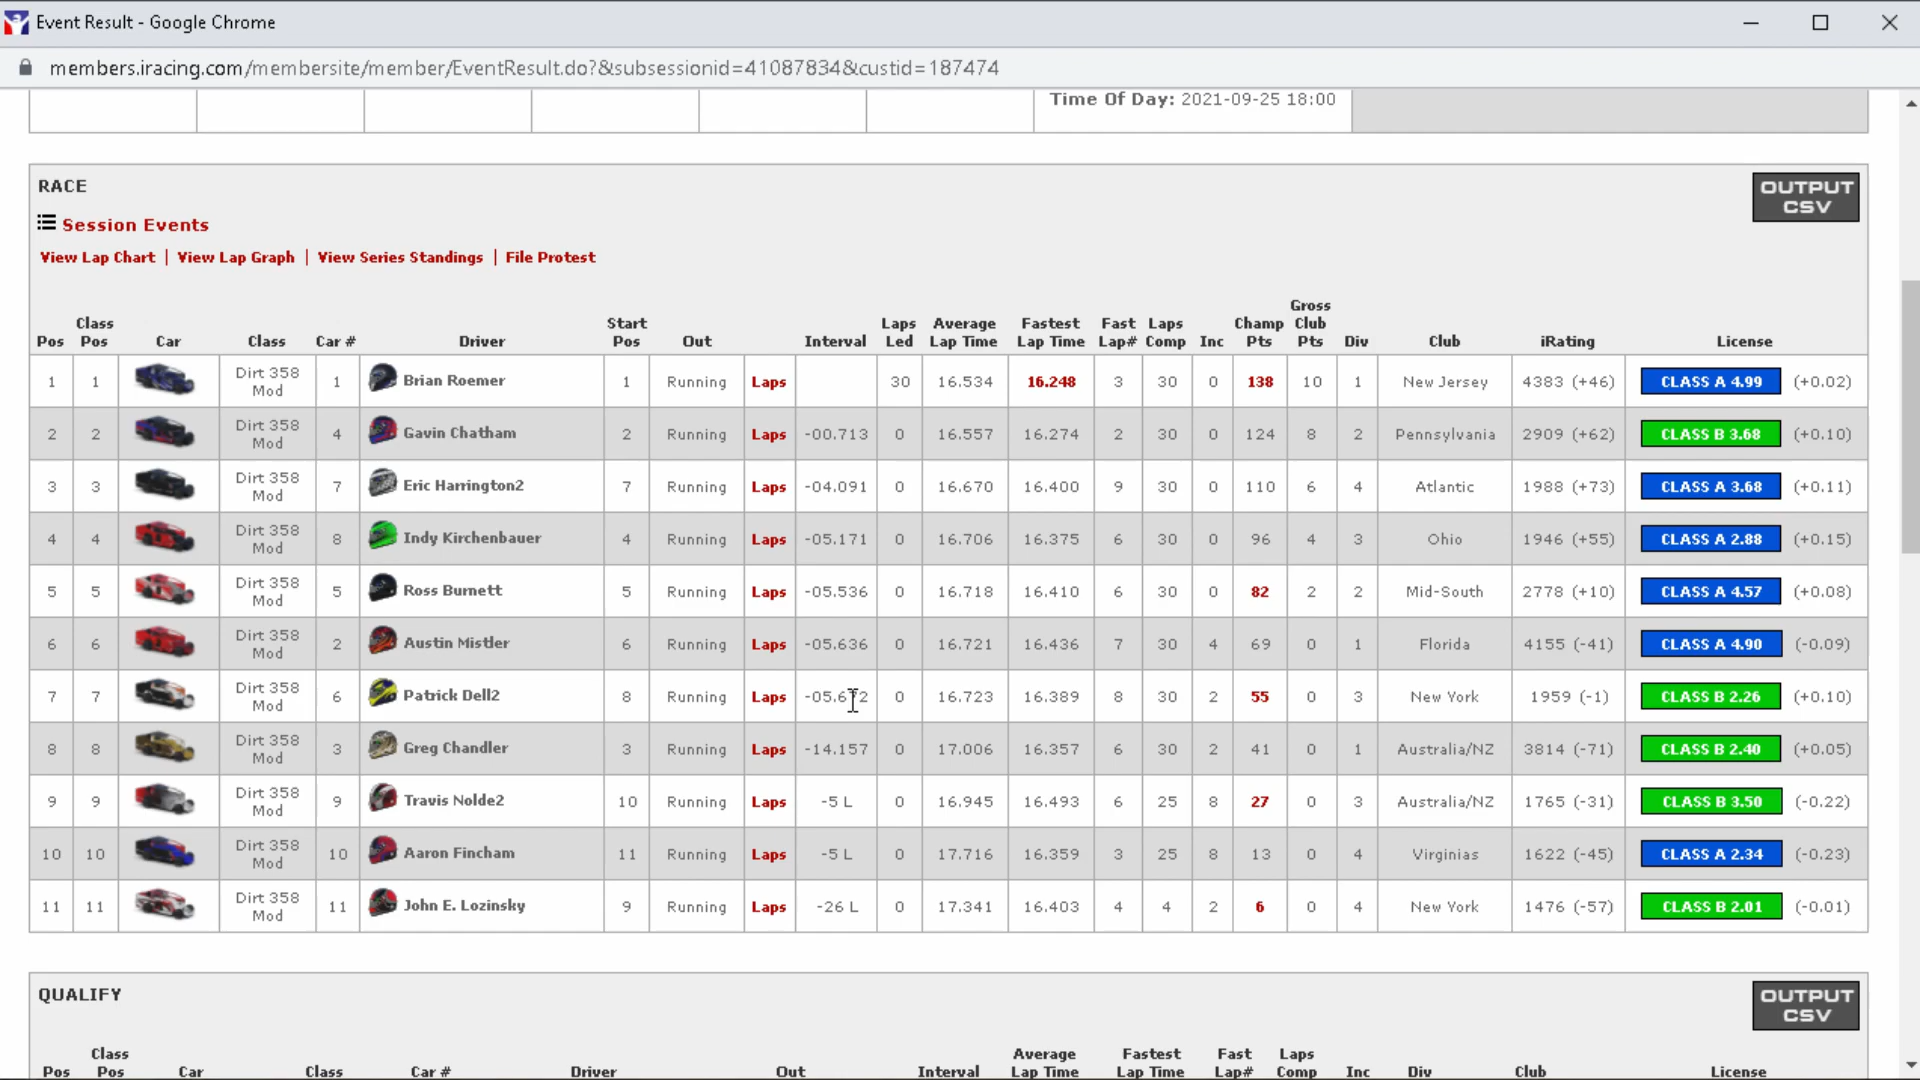 Event Result - Google Chrome
members.iracing.com/membersite/member/EventResult.do?&subsessionid=41087834&custid=187474
Time Of Day: 2021-09-25 18:00
RACE
OUTPUT CSV
Session Events
View Lap Chart | View Lap Graph | View Series Standings | File Protest
Pos Class Pos Car Class Car # Driver Start Pos Out Interval Laps Led Average Lap Time Fastest Lap Time Fast Lap# Laps Comp Inc Champ Pts Gross Club Pts Div Club iRating License
1 1 Dirt 358 Mod 1 Brian Roemer 1 Running Laps 30 16.534 16.248 3 30 0 138 10 1 New Jersey 4383 (+46) CLASS A 4.99 (+0.02)
2 2 Dirt 358 Mod 4 Gavin Chatham 2 Running Laps -00.713 0 16.557 16.274 2 30 0 124 8 2 Pennsylvania 2909 (+62) CLASS B 3.68 (+0.10)
3 3 Dirt 358 Mod 7 Eric Harrington2 7 Running Laps -04.091 0 16.670 16.400 9 30 0 110 6 4 Atlantic 1988 (+73) CLASS A 3.68 (+0.11)
4 4 Dirt 358 Mod 8 Indy Kirchenbauer 4 Running Laps -05.171 0 16.706 16.375 6 30 0 96 4 3 Ohio 1946 (+55) CLASS A 2.88 (+0.15)
5 5 Dirt 358 Mod 5 Ross Burnett 5 Running Laps -05.536 0 16.718 16.410 6 30 0 82 2 2 Mid-South 2778 (+10) CLASS A 4.57 (+0.08)
6 6 Dirt 358 Mod 2 Austin Mistler 6 Running Laps -05.636 0 16.721 16.436 7 30 4 69 0 1 Florida 4155 (-41) CLASS A 4.90 (-0.09)
7 7 Dirt 358 Mod 6 Patrick Dell2 8 Running Laps 0 16.723 16.389 8 30 2 55 0 3 New York 1959 (-1) CLASS B 2.26 (+0.10)
8 8 Dirt 358 Mod 3 Greg Chandler 3 Running Laps -14.157 0 17.006 16.357 6 30 2 41 0 1 Australia/NZ 3814 (-71) CLASS B 2.40 (+0.05)
9 9 Dirt 358 Mod 9 Travis Nolde2 10 Running Laps -5 L 0 16.945 16.493 6 25 8 27 0 3 Australia/NZ 1765 (-31) CLASS B 3.50 (-0.22)
10 10 Dirt 358 Mod 10 Aaron Fincham 11 Running Laps -5 L 0 17.716 16.359 3 25 8 13 0 4 Virginias 1622 (-45) CLASS A 2.34 (-0.23)
11 11 Dirt 358 Mod 11 John E. Lozinsky 9 Running Laps -26 L 0 17.341 16.403 4 4 2 6 0 4 New York 1476 (-57) CLASS B 2.01 (-0.01)
QUALIFY
OUTPUT CSV
Pos Class Pos Car Class Car # Driver Out Interval Average Lap Time Fastest Lap Time Fast Lap# Laps Comp Inc Div Club License